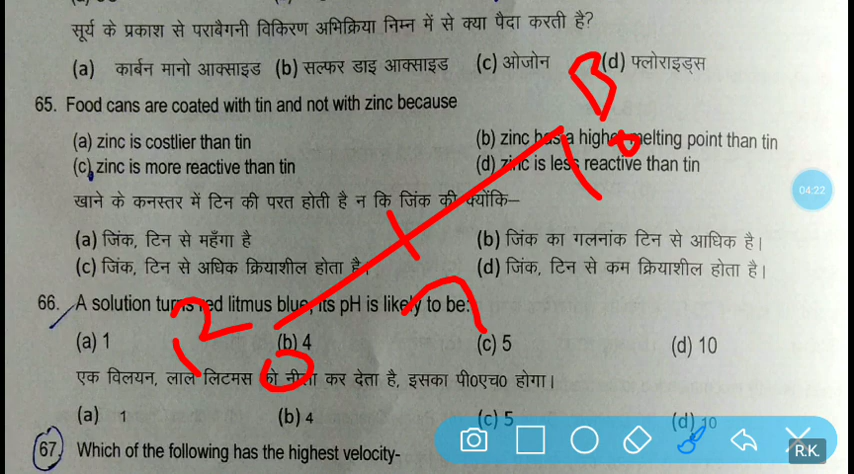 सूर्य के प्रकाश से पराबैगनी विकिरण अभिक्रिया निम्न में से क्या पैदा करती है?
(a) कार्बन मानो आक्साइड (b) सल्फर डाइ आक्साइड (c) ओजोन (d) फ्लोराइड्स
65. Food cans are coated with tin and not with zinc because
(a) zinc is costlier than tin (b) zinc has a higher melting point than tin
(c) zinc is more reactive than tin (d) zinc is less reactive than tin
खाने के कनस्तर में टिन की परत होती है न कि जिंक की क्योंकि–
(a) जिंक, टिन से महँगा है (b) जिंक का गलनांक टिन से आधिक है।
(c) जिंक, टिन से अधिक क्रियाशील होता है। (d) जिंक, टिन से कम क्रियाशील होता है।
66. A solution turns red litmus blue, its pH is likely to be:
(a) 1 (b) 4 (c) 5 (d) 10
एक विलयन, लाल लिटमस को नीला कर देता है, इसका पी०एच० होगा।
(a) 1 (b) 4 (c) 5 (d) 10
67. Which of the following has the highest velocity-
04:22
R.K.